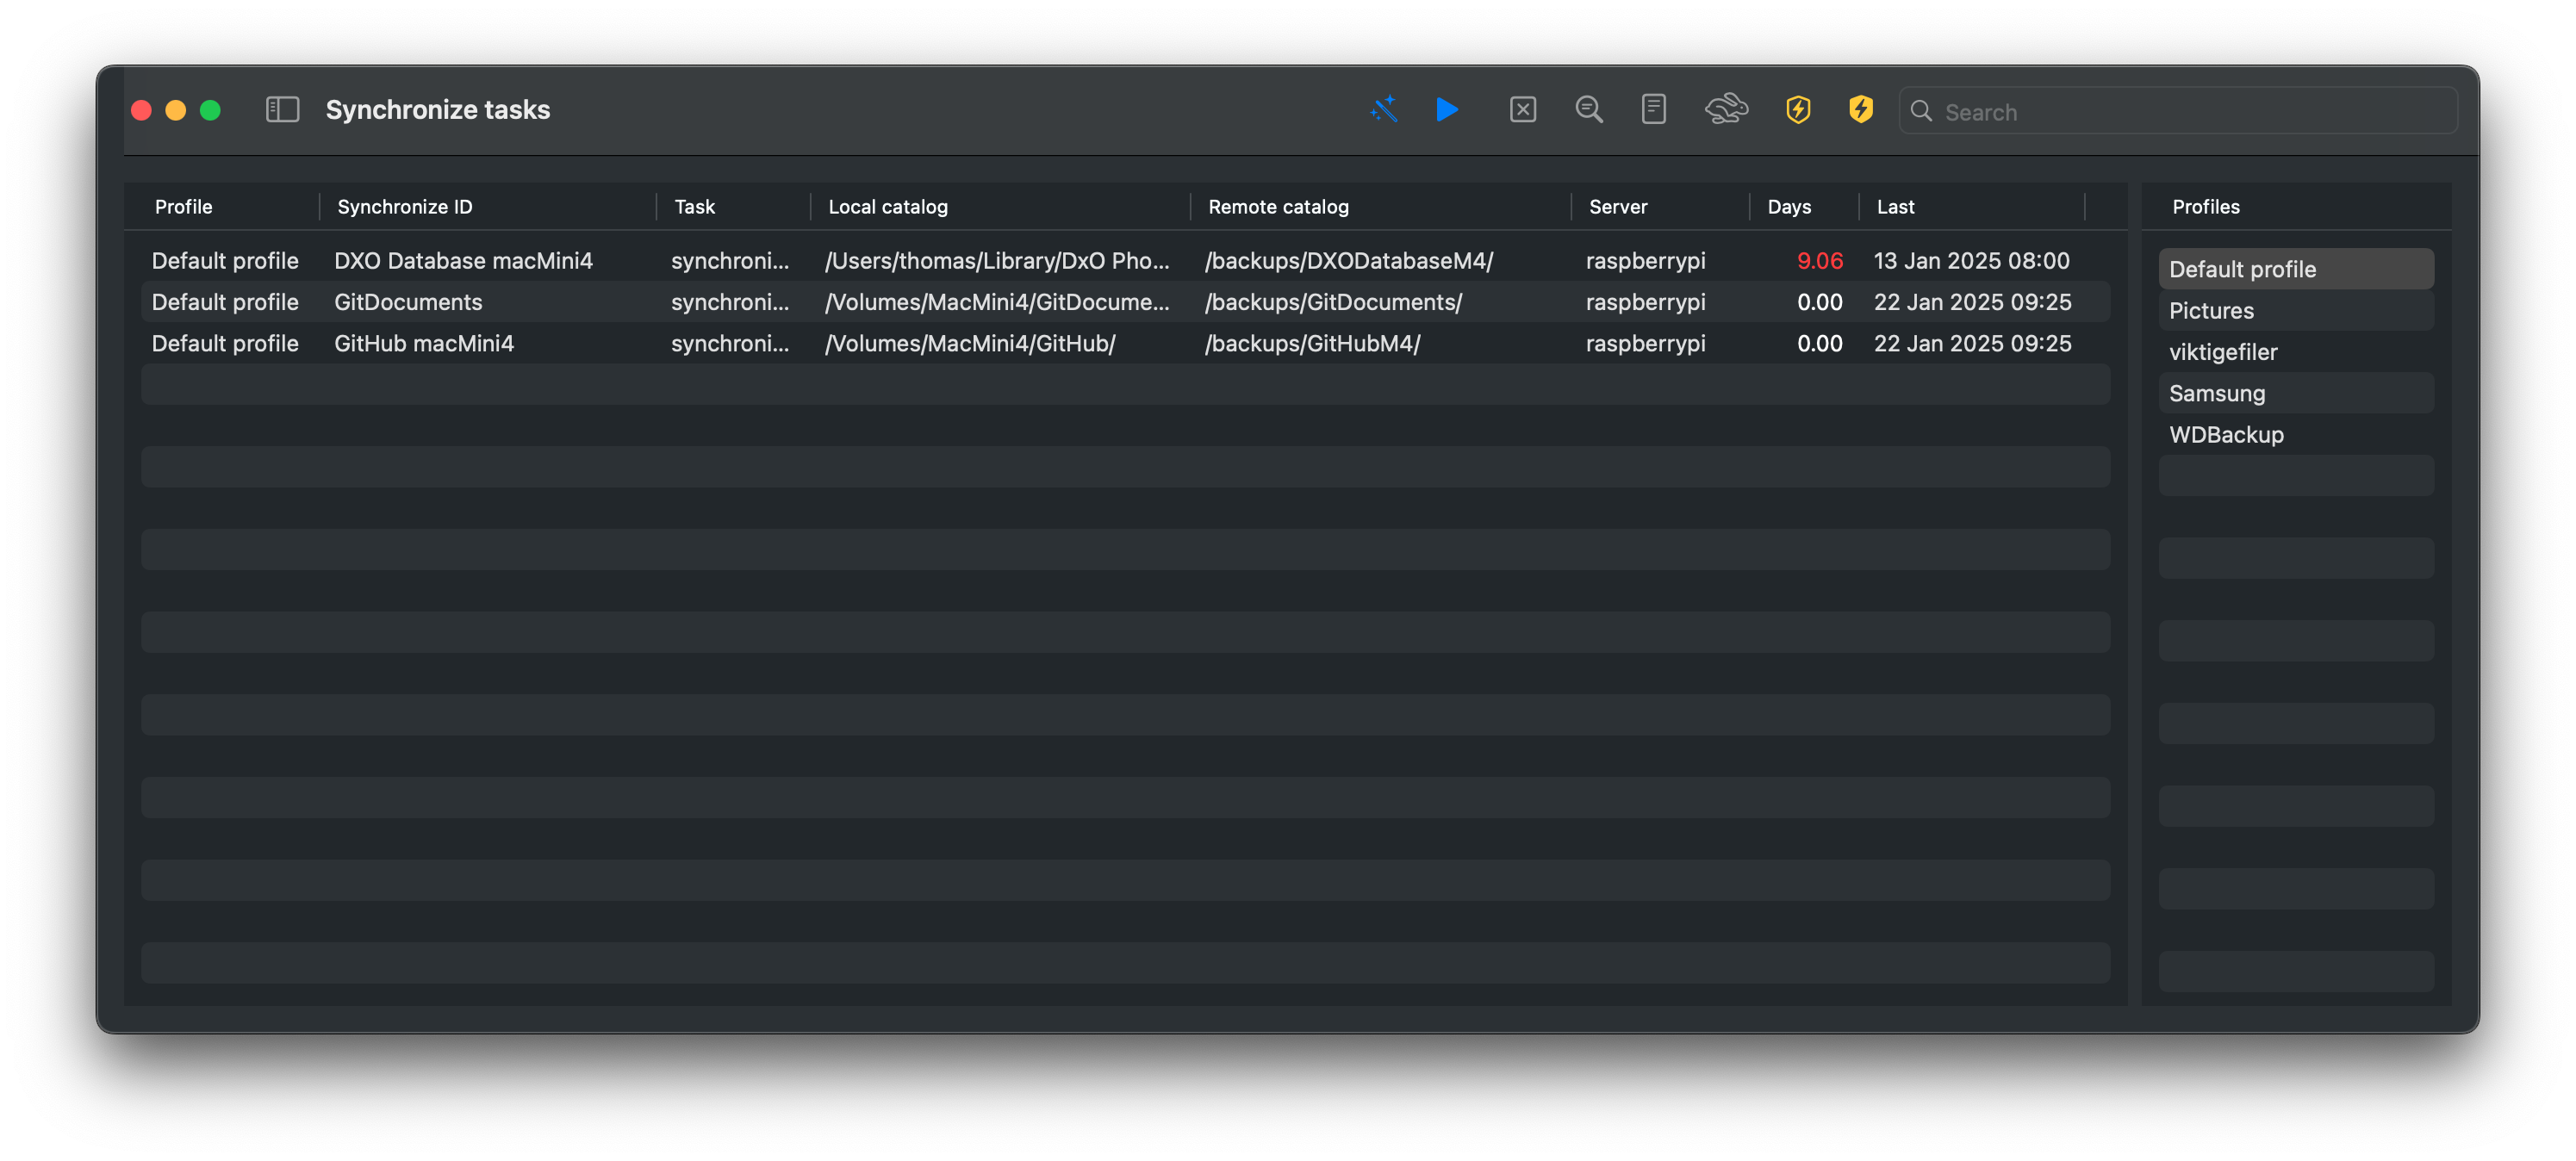 Synchronize tasks
Search
Profile Synchronize ID Task Local catalog Remote catalog Server Days Last Profiles
Default profile DXO Database macMini4 synchroni... /Users/thomas/Library/DxO Pho... /backups/DXODatabaseM4/ raspberrypi 9.06 13 Jan 2025 08:00
Default profile GitDocuments synchroni... /Volumes/MacMini4/GitDocume... /backups/GitDocuments/ raspberrypi 0.00 22 Jan 2025 09:25
Default profile GitHub macMini4 synchroni... /Volumes/MacMini4/GitHub/ /backups/GitHubM4/ raspberrypi 0.00 22 Jan 2025 09:25
Default profile
Pictures
viktigefiler
Samsung
WDBackup